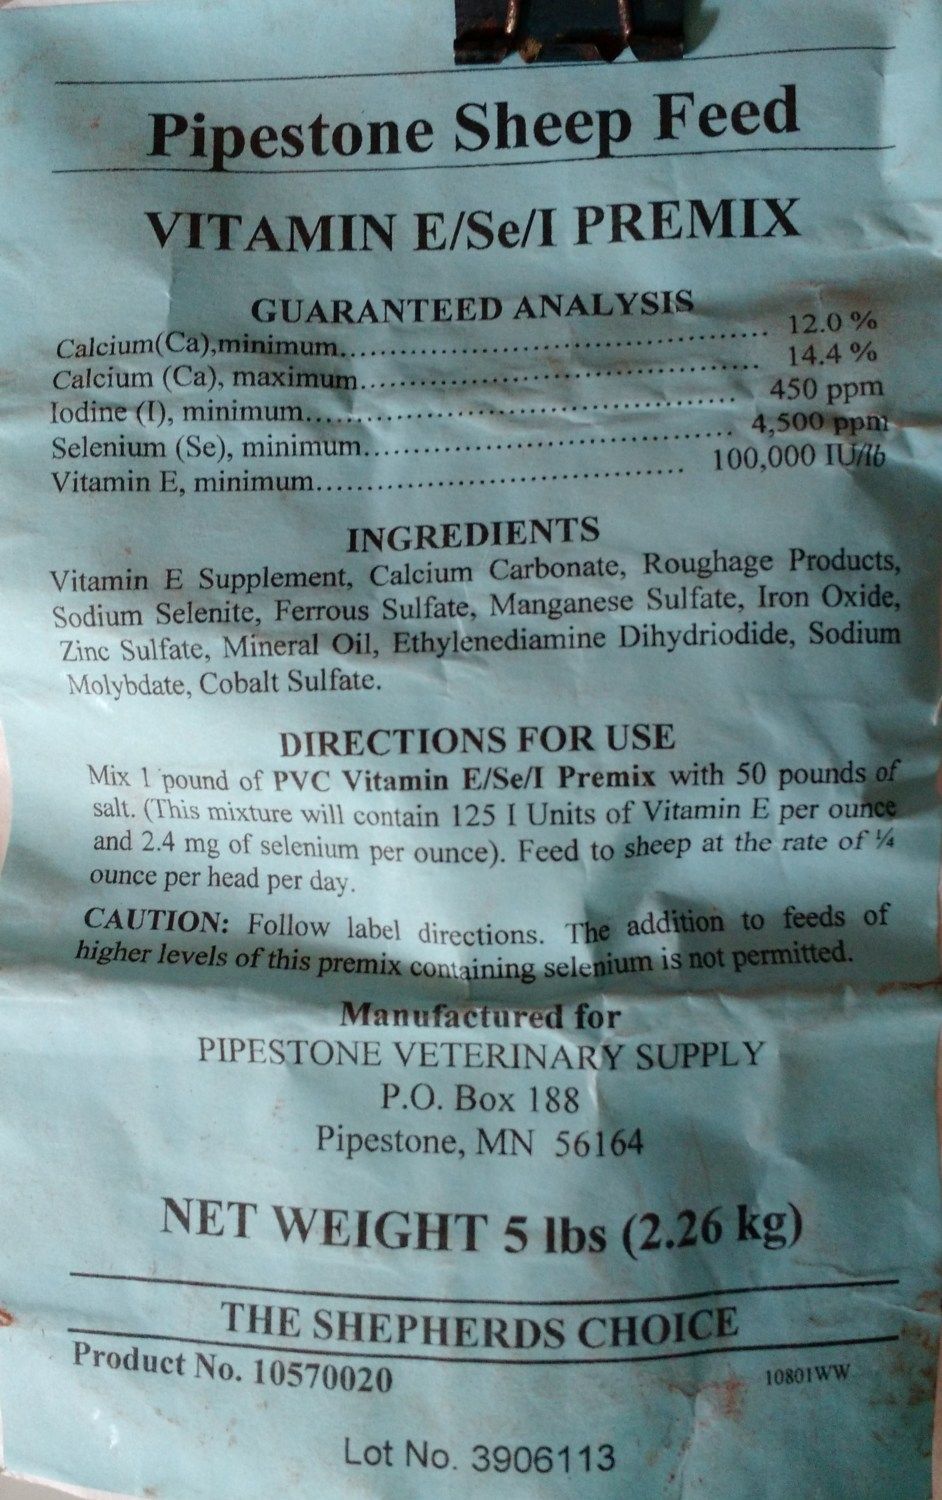 Pipestone Sheep Feed
VITAMIN E/Se/I PREMIX
GUARANTEED ANALYSIS
Calcium(Ca),minimum........................................ 12.0 %
Calcium (Ca), maximum...................................... 14.4 %
Iodine (I), minimum........................................ 450 ppm
Selenium (Se), minimum..................................... 4,500 ppm
Vitamin E, minimum......................................... 100,000 IU/lb
INGREDIENTS
Vitamin E Supplement, Calcium Carbonate, Roughage Products,
Sodium Selenite, Ferrous Sulfate, Manganese Sulfate, Iron Oxide,
Zinc Sulfate, Mineral Oil, Ethylenediamine Dihydriodide, Sodium
Molybdate, Cobalt Sulfate.
DIRECTIONS FOR USE
Mix 1 pound of PVC Vitamin E/Se/I Premix with 50 pounds of
salt. (This mixture will contain 125 I Units of Vitamin E per ounce
and 2.4 mg of selenium per ounce). Feed to sheep at the rate of ¼
ounce per head per day.
CAUTION: Follow label directions. The addition to feeds of
higher levels of this premix containing selenium is not permitted.
Manufactured for
PIPESTONE VETERINARY SUPPLY
P.O. Box 188
Pipestone, MN 56164
NET WEIGHT 5 lbs (2.26 kg)
THE SHEPHERDS CHOICE
Product No. 10570020 10801WW
Lot No. 3906113